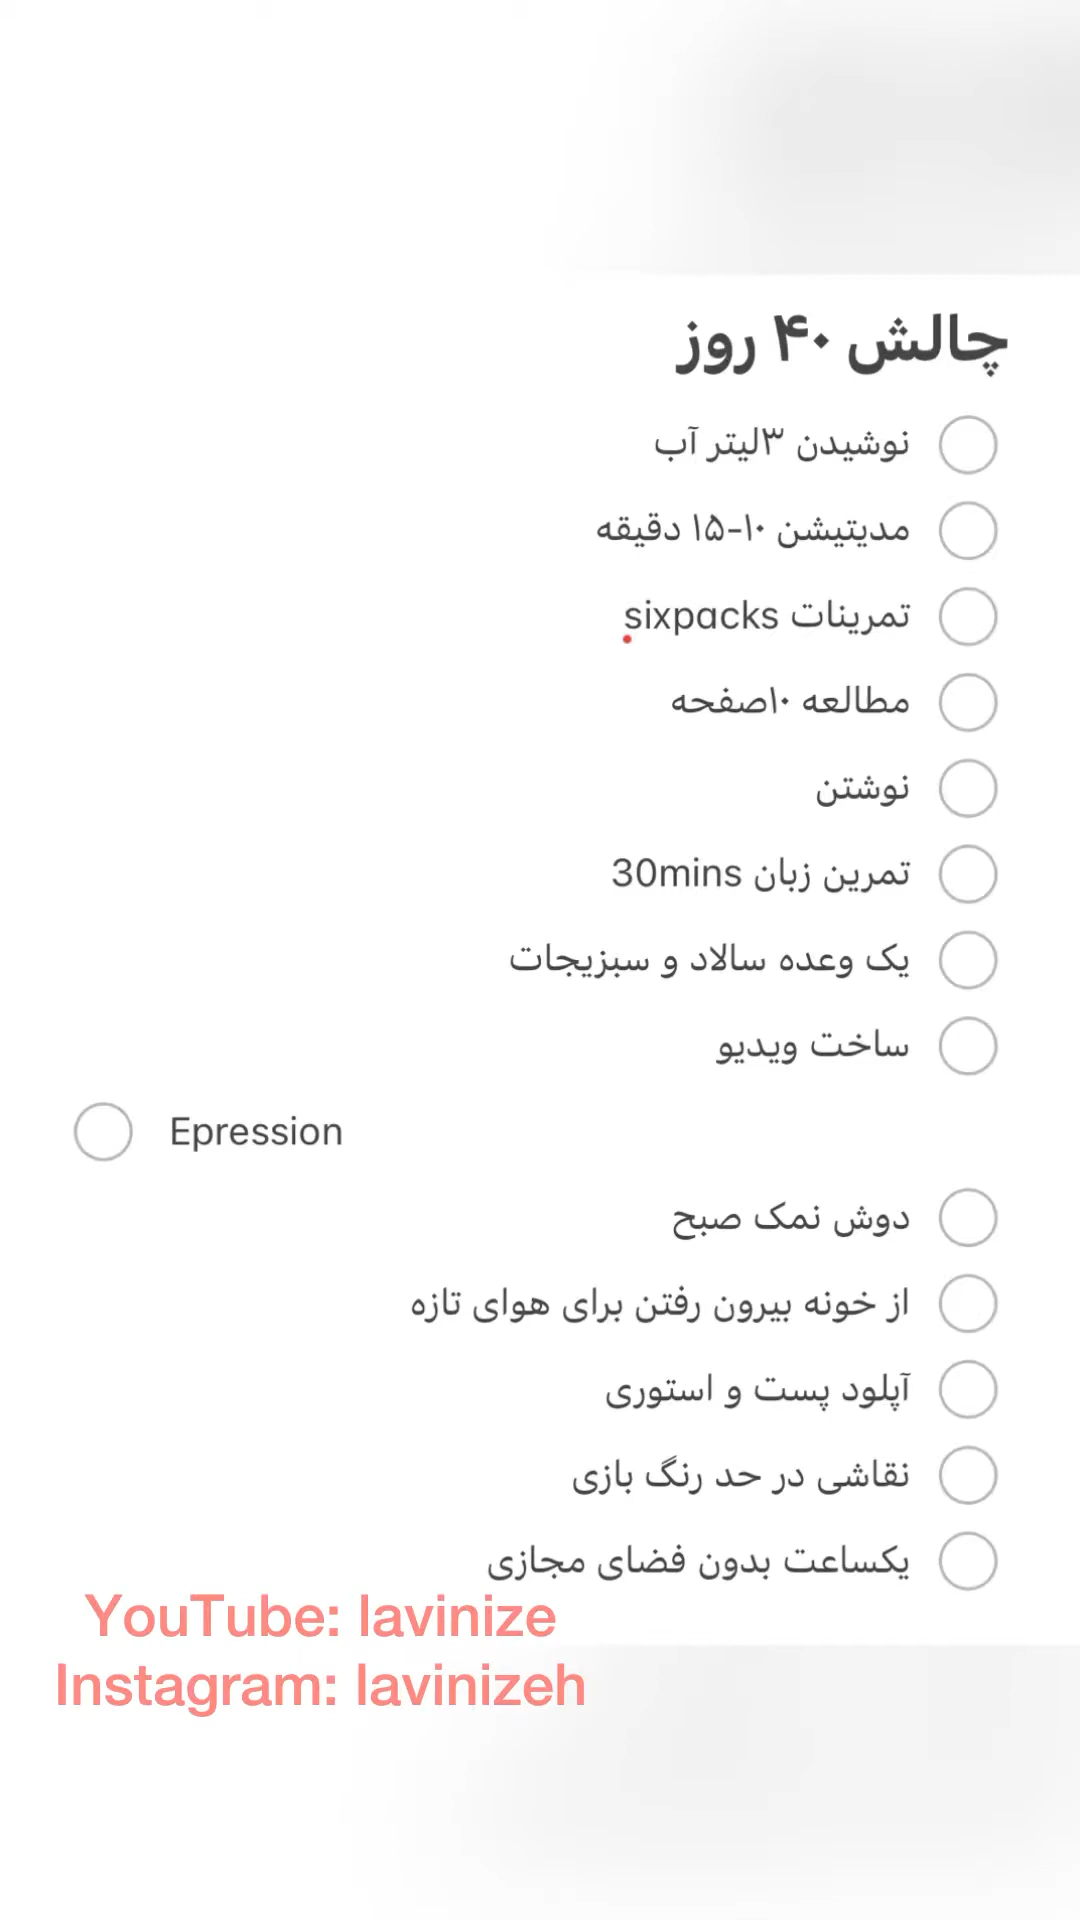 چالش ۴۰ روز
نوشیدن ۳لیتر آب
مدیتیشن ۱۰-۱۵ دقیقه
تمرینات sixpacks
مطالعه ۱۰صفحه
نوشتن
تمرین زبان 30mins
یک وعده سالاد و سبزیجات
ساخت ویدیو
Epression
دوش نمک صبح
از خونه بیرون رفتن برای هوای تازه
آپلود پست و استوری
نقاشی در حد رنگ بازی
یکساعت بدون فضای مجازی
YouTube: lavinize
Instagram: lavinizeh